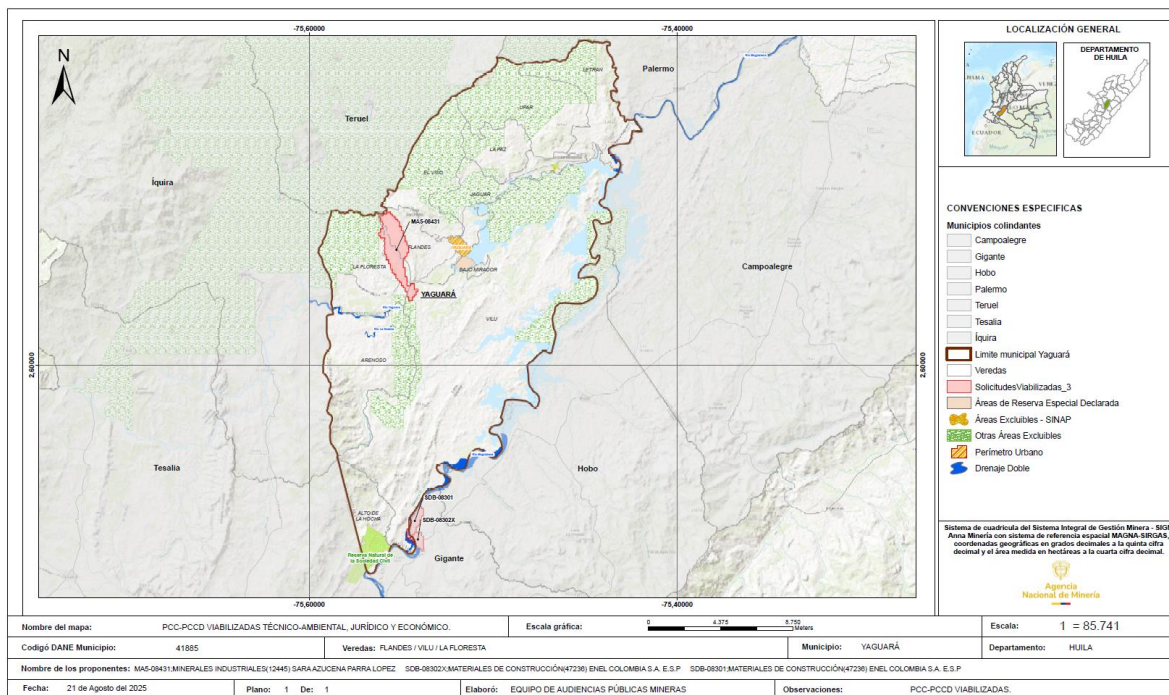 -75,60000
-75,40000
N
Palermo
Teruel
LETRAN
UPAR
LA PAZ
EL VISO
JAGUAL
Íquira
MA5-08431
FLANDES
LA FLORESTA
BAJO MIRADOR
YAGUARÁ
Campoalegre
VILU
ARENOSO
2,60000
2,60000
Tesalia
Hobo
SDB-08301
SDB-08302X
ALTO DE
LA HOCHA
Reserva Natural de
la Sociedad Civil
Gigante
-75,60000
-75,40000
LOCALIZACIÓN GENERAL
DEPARTAMENTO
DE HUILA
ECUADOR
CONVENCIONES ESPECIFICAS
Municipios colindantes
Campoalegre
Gigante
Hobo
Palermo
Teruel
Tesalia
Íquira
Limite municipal Yaguará
Veredas
SolicitudesViabilizadas_3
Áreas de Reserva Especial Declarada
Áreas Excluibles - SINAP
Otras Áreas Excluibles
Perímetro Urbano
Drenaje Doble
Sistema de cuadricula del Sistema Integral de Gestión Minera - SIGM
Anna Minería con sistema de referencia espacial MAGNA-SIRGAS,
coordenadas geográficas en grados decimales a la quinta cifra
decimal y el área medida en hectáreas a la cuarta cifra decimal.
Agencia
Nacional de Minería
Nombre del mapa: PCC-PCCD VIABILIZADAS TÉCNICO-AMBIENTAL, JURÍDICO Y ECONÓMICO. Escala gráfica: 0 4.375 8.750 Meters Escala: 1 = 85.741
Codigó DANE Municipio: 41885 Veredas: FLANDES / VILU / LA FLORESTA Municipio: YAGUARÁ Departamento: HUILA
Nombre de los proponentes: MA5-08431;MINERALES INDUSTRIALES(12445) SARA AZUCENA PARRA LOPEZ SDB-08302X;MATERIALES DE CONSTRUCCIÓN(47236) ENEL COLOMBIA S.A. E.S.P SDB-08301;MATERIALES DE CONSTRUCCIÓN(47236) ENEL COLOMBIA S.A. E.S.P
Fecha: 21 de Agosto del 2025 Plano: 1 De: 1 Elaboró: EQUIPO DE AUDIENCIAS PÚBLICAS MINERAS Observaciones: PCC-PCCD VIABILIZADAS.